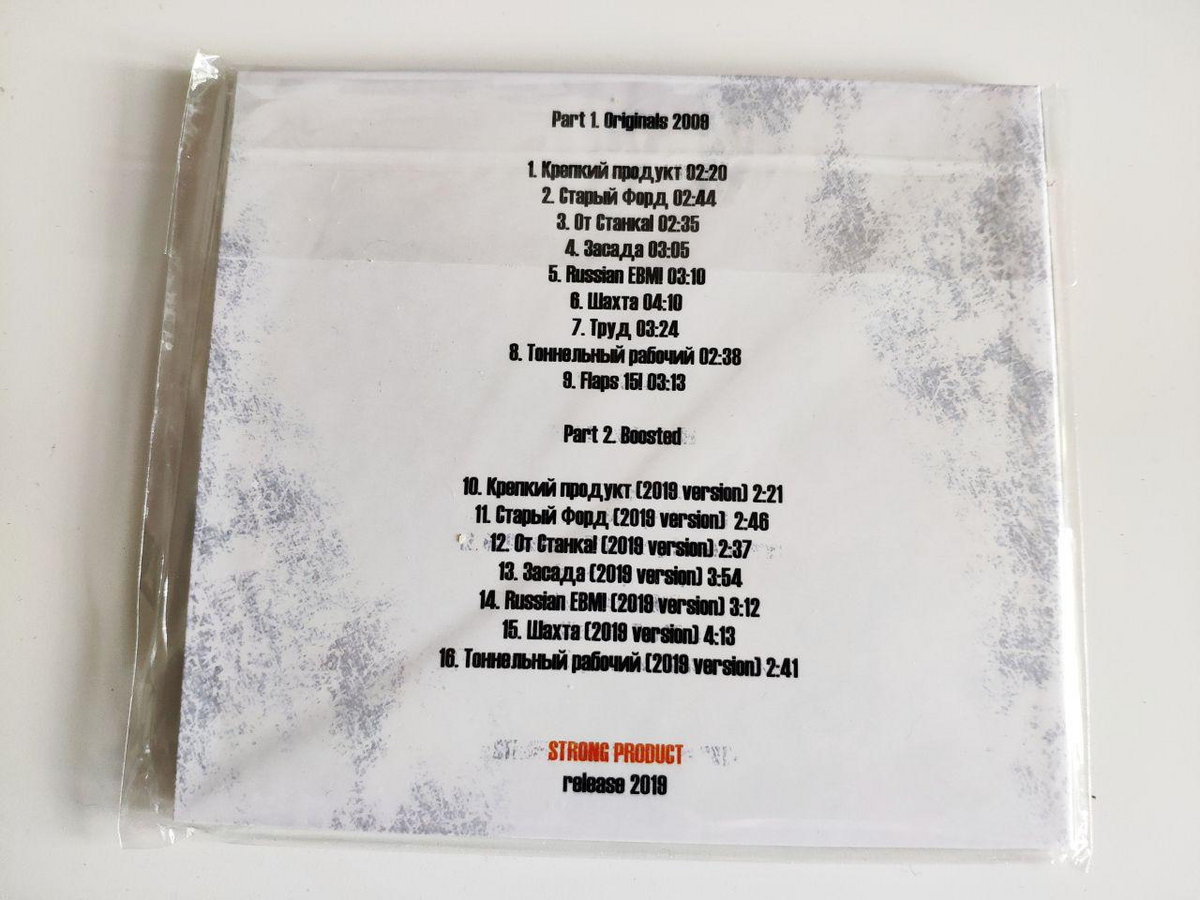 Part 1. Originals 2009
1. Крепкий продукт 02:20
2. Старый Форд 02:44
3. От Станка! 02:35
4. Засада 03:05
5. Russian EBM! 03:10
6. Шахта 04:10
7. Труд 03:24
8. Тоннельный рабочий 02:38
9. Flaps 15! 03:13
Part 2. Boosted
10. Крепкий продукт (2019 version) 2:21
11. Старый Форд (2019 version) 2:46
12. От Станка! (2019 version) 2:37
13. Засада (2019 version) 3:54
14. Russian EBM! (2019 version) 3:12
15. Шахта (2019 version) 4:13
16. Тоннельный рабочий (2019 version) 2:41
STRONG PRODUCT
release 2019